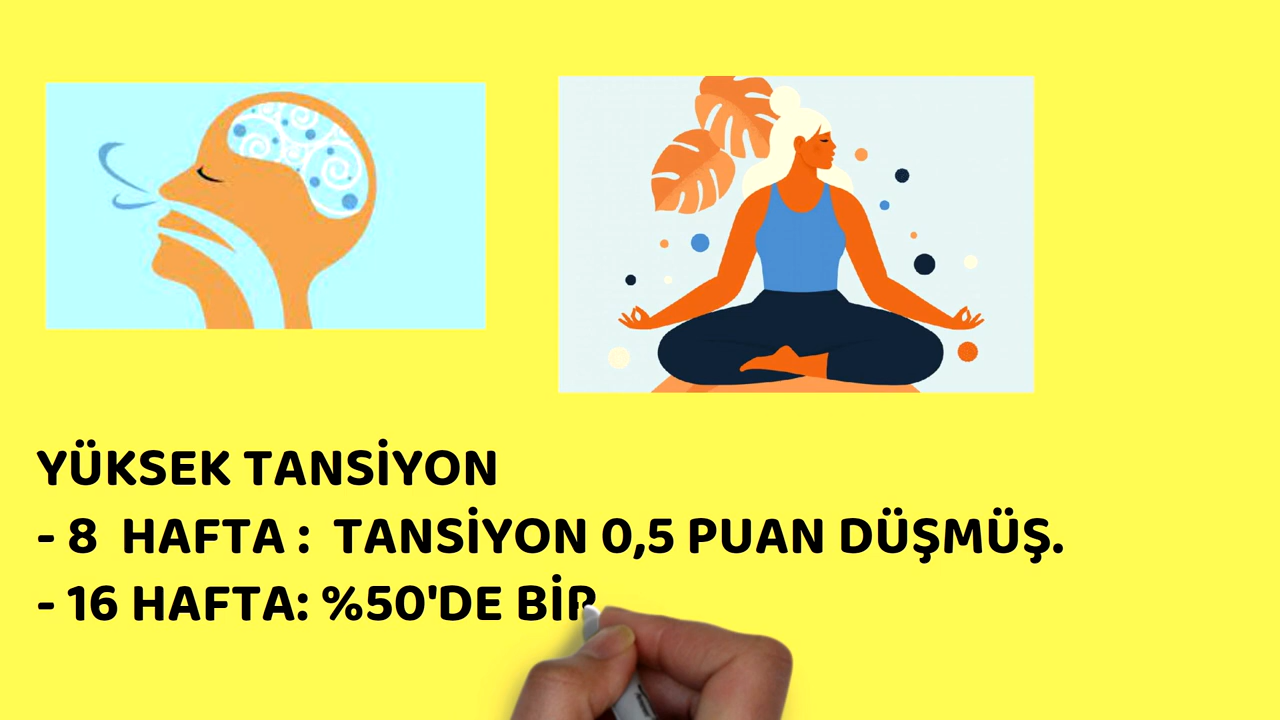 YÜKSEK TANSİYON
- 8 HAFTA : TANSİYON 0,5 PUAN DÜŞMÜŞ.
- 16 HAFTA: %50'DE BİR